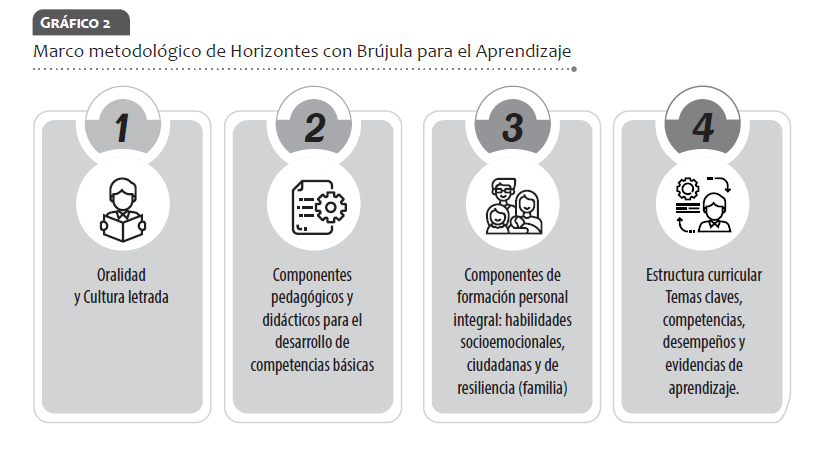 GRÁFICO 2
Marco metodológico de Horizontes con Brújula para el Aprendizaje
1
Oralidad
y Cultura letrada
2
Componentes
pedagógicos y
didácticos para el
desarrollo de
competencias básicas
3
Componentes de
formación personal
integral: habilidades
socioemocionales,
ciudadanas y de
resiliencia (familia)
4
Estructura curricular
Temas claves,
competencias,
desempeños y
evidencias de
aprendizaje.